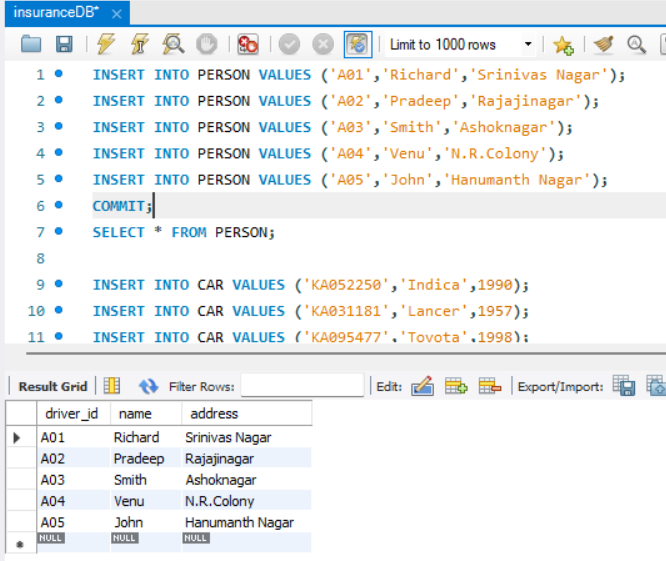 insuranceDB* ×
Limit to 1000 rows
1 INSERT INTO PERSON VALUES ('A01','Richard','Srinivas Nagar');
2 INSERT INTO PERSON VALUES ('A02','Pradeep','Rajajinagar');
3 INSERT INTO PERSON VALUES ('A03','Smith','Ashoknagar');
4 INSERT INTO PERSON VALUES ('A04','Venu','N.R.Colony');
5 INSERT INTO PERSON VALUES ('A05','John','Hanumanth Nagar');
6 COMMIT;
7 SELECT * FROM PERSON;
8
9 INSERT INTO CAR VALUES ('KA052250','Indica',1990);
10 INSERT INTO CAR VALUES ('KA031181','Lancer',1957);
11 INSERT INTO CAR VALUES ('KA095477','Toyota',1998);
Result Grid Filter Rows: Edit: Export/Import:
driver_id name address
A01 Richard Srinivas Nagar
A02 Pradeep Rajajinagar
A03 Smith Ashoknagar
A04 Venu N.R.Colony
A05 John Hanumanth Nagar
NULL NULL NULL